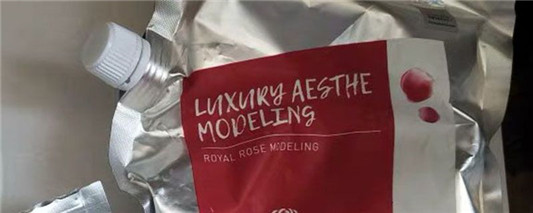 LUXURY AESTHE
MODELING
ROYAL ROSE MODELING